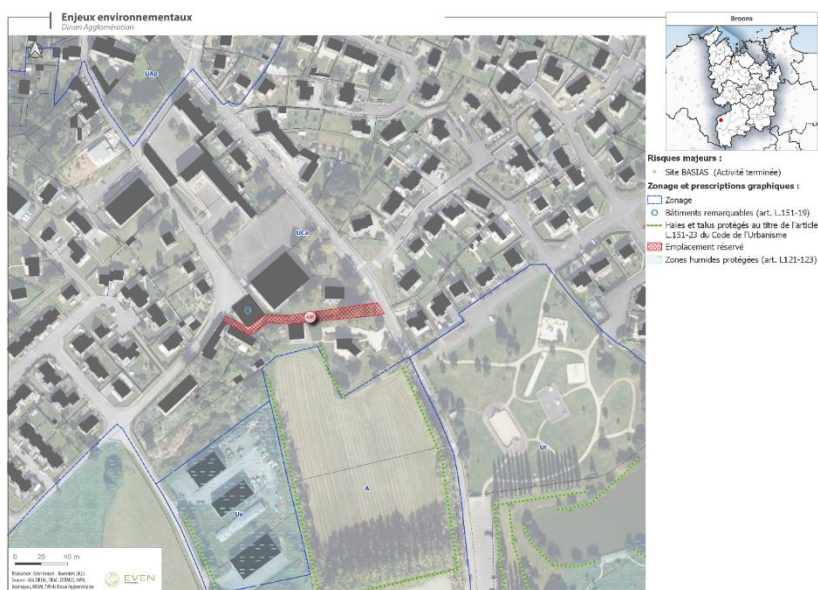 Enjeux environnementaux
Dinan Agglomération
Broons
Risques majeurs :
Site BASIAS (Activité terminée)
Zonage et prescriptions graphiques :
Zonage
Bâtiments remarquables (art. L.151-19)
Haies et talus protégés au titre de l'article
L.151-23 du Code de l'Urbanisme
Emplacement réservé
Zones humides protégées (art. L121-123)
UAp
UCa
A
Ut
0 20 40 m
EVEN